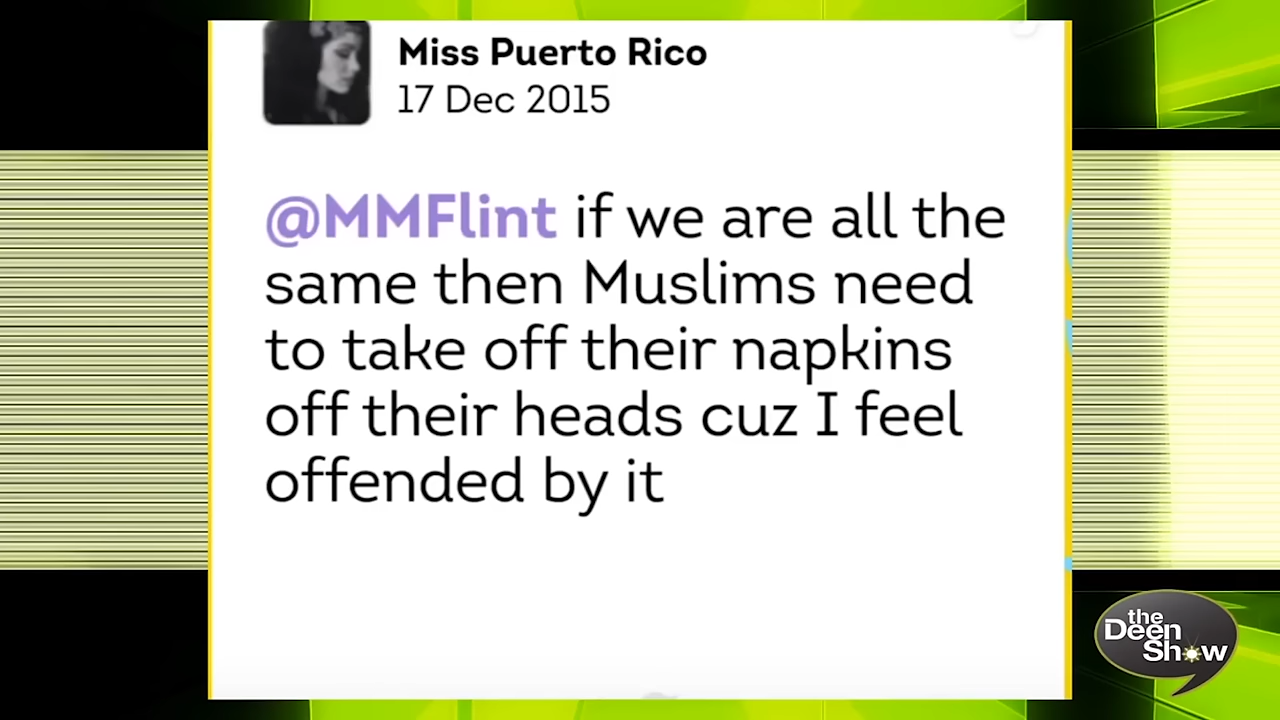 Miss Puerto Rico
17 Dec 2015
@MMFlint if we are all the
same then Muslims need
to take off their napkins
off their heads cuz I feel
offended by it
the
Deen
Show